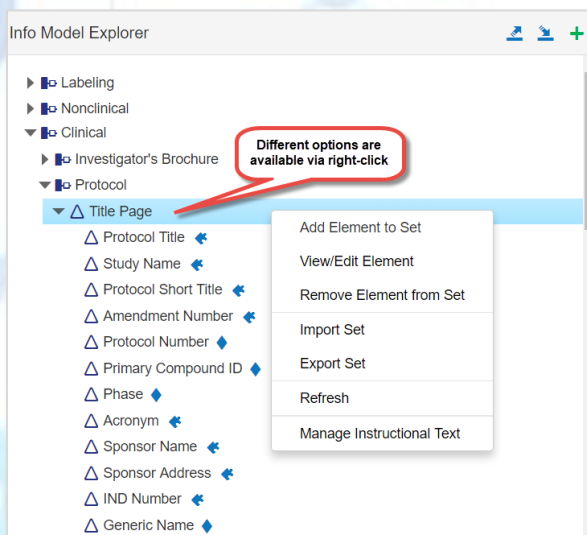 Info Model Explorer
Labeling
Nonclinical
Clinical
Different options are
available via right-click
Investigator's Brochure
Protocol
Title Page
Protocol Title
Study Name
Protocol Short Title
Amendment Number
Protocol Number
Primary Compound ID
Phase
Acronym
Sponsor Name
Sponsor Address
IND Number
Generic Name
Add Element to Set
View/Edit Element
Remove Element from Set
Import Set
Export Set
Refresh
Manage Instructional Text